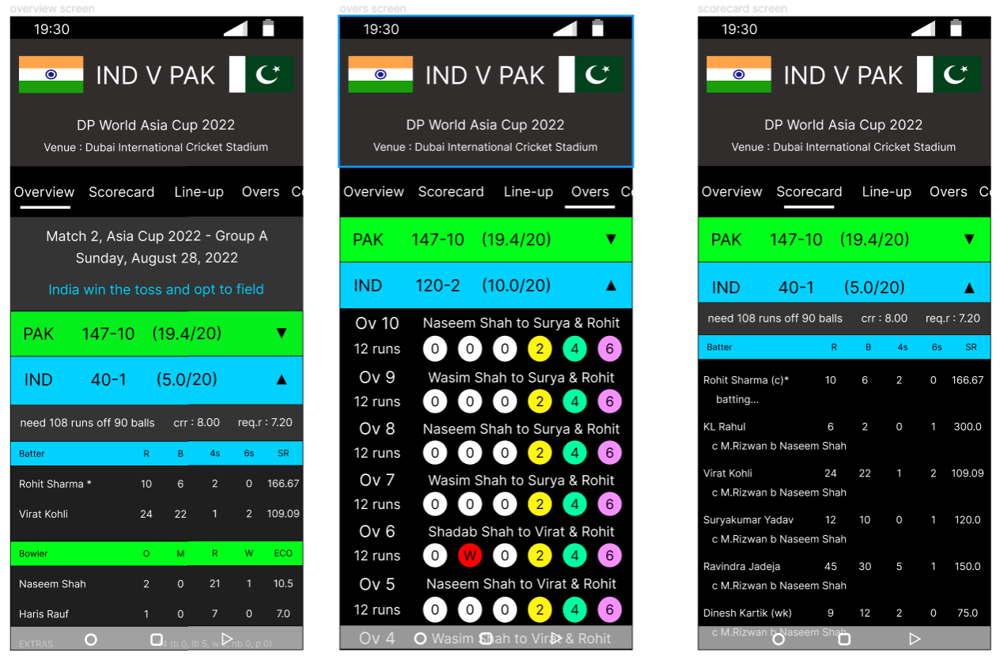 overview screen
19:30
IND V PAK
DP World Asia Cup 2022
Venue : Dubai International Cricket Stadium
Overview Scorecard Line-up Overs Co
Match 2, Asia Cup 2022 - Group A
Sunday, August 28, 2022
India win the toss and opt to field
PAK 147-10 (19.4/20) ▼
IND 40-1 (5.0/20) ▲
need 108 runs off 90 balls crr : 8.00 req.r : 7.20
Batter R B 4s 6s SR
Rohit Sharma * 10 6 2 0 166.67
Virat Kohli 24 22 1 2 109.09
Bowler O M R W ECO
Naseem Shah 2 0 21 1 10.5
Haris Rauf 1 0 7 0 7.0
EXTRAS 14 (b 0, lb 5, w 9, nb 0, p 0)
overs screen
19:30
IND V PAK
DP World Asia Cup 2022
Venue : Dubai International Cricket Stadium
Overview Scorecard Line-up Overs Co
PAK 147-10 (19.4/20) ▼
IND 120-2 (10.0/20) ▲
Ov 10 Naseem Shah to Surya & Rohit
12 runs 0 0 0 2 4 6
Ov 9 Wasim Shah to Surya & Rohit
12 runs 0 0 0 2 4 6
Ov 8 Naseem Shah to Surya & Rohit
12 runs 0 0 0 2 4 6
Ov 7 Wasim Shah to Surya & Rohit
12 runs 0 0 0 2 4 6
Ov 6 Shadab Shah to Virat & Rohit
12 runs 0 W 0 2 4 6
Ov 5 Naseem Shah to Virat & Rohit
12 runs 0 0 0 2 4 6
Ov 4 Wasim Shah to Virat & Rohit
scorecard screen
19:30
IND V PAK
DP World Asia Cup 2022
Venue : Dubai International Cricket Stadium
Overview Scorecard Line-up Overs Co
PAK 147-10 (19.4/20) ▼
IND 40-1 (5.0/20) ▲
need 108 runs off 90 balls crr : 8.00 req.r : 7.20
Batter R B 4s 6s SR
Rohit Sharma (c)* 10 6 2 0 166.67
batting...
KL Rahul 6 2 0 1 300.0
c M.Rizwan b Naseem Shah
Virat Kohli 24 22 1 2 109.09
c M.Rizwan b Naseem Shah
Suryakumar Yadav 12 10 0 1 120.0
c M.Rizwan b Naseem Shah
Ravindra Jadeja 45 30 5 1 150.0
c M.Rizwan b Naseem Shah
Dinesh Kartik (wk) 9 12 2 0 75.0
c M.Rizwan b Naseem Shah